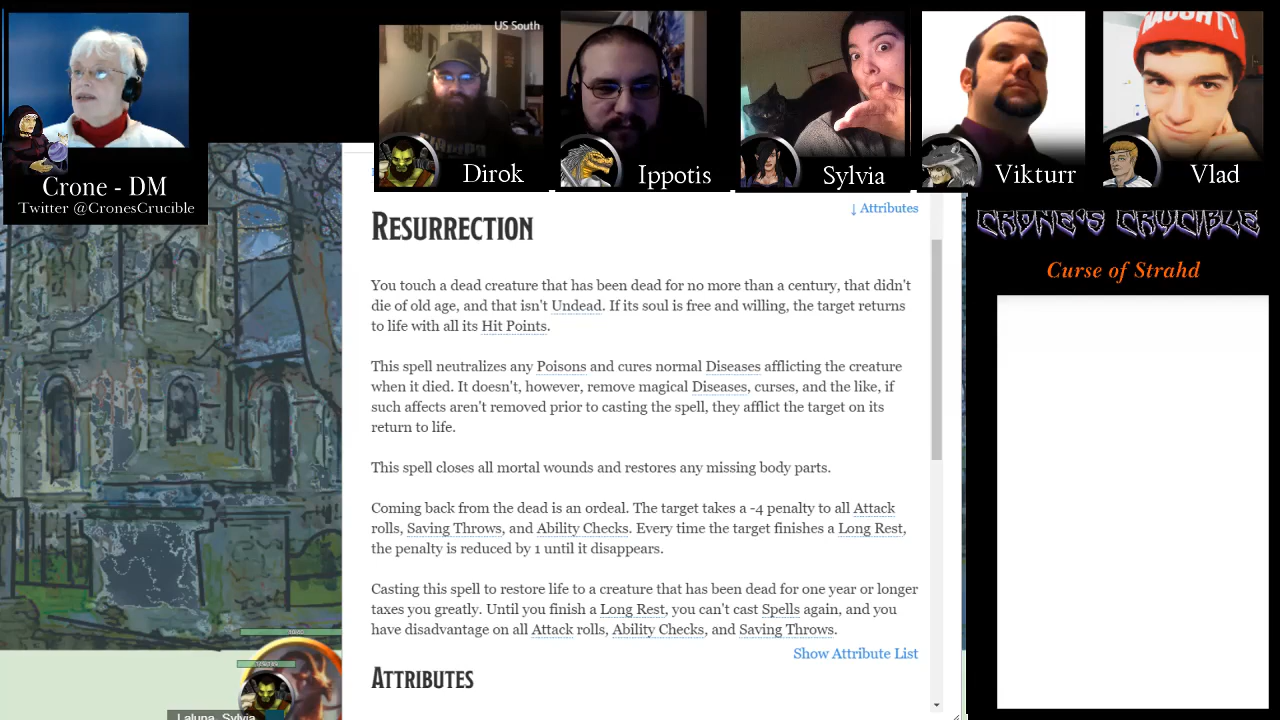 region US South
Crone - DM
Twitter @CronesCrucible
Dirok
Ippotis
Sylvia
Vikturr
Vlad
NAUGHTY
CRONE'S CRUCIBLE
Curse of Strahd
↓ Attributes
RESURRECTION
You touch a dead creature that has been dead for no more than a century, that didn't
die of old age, and that isn't Undead. If its soul is free and willing, the target returns
to life with all its Hit Points.
This spell neutralizes any Poisons and cures normal Diseases afflicting the creature
when it died. It doesn't, however, remove magical Diseases, curses, and the like, if
such affects aren't removed prior to casting the spell, they afflict the target on its
return to life.
This spell closes all mortal wounds and restores any missing body parts.
Coming back from the dead is an ordeal. The target takes a -4 penalty to all Attack
rolls, Saving Throws, and Ability Checks. Every time the target finishes a Long Rest,
the penalty is reduced by 1 until it disappears.
Casting this spell to restore life to a creature that has been dead for one year or longer
taxes you greatly. Until you finish a Long Rest, you can't cast Spells again, and you
have disadvantage on all Attack rolls, Ability Checks, and Saving Throws.
Show Attribute List
ATTRIBUTES
Laluna, Sylvia